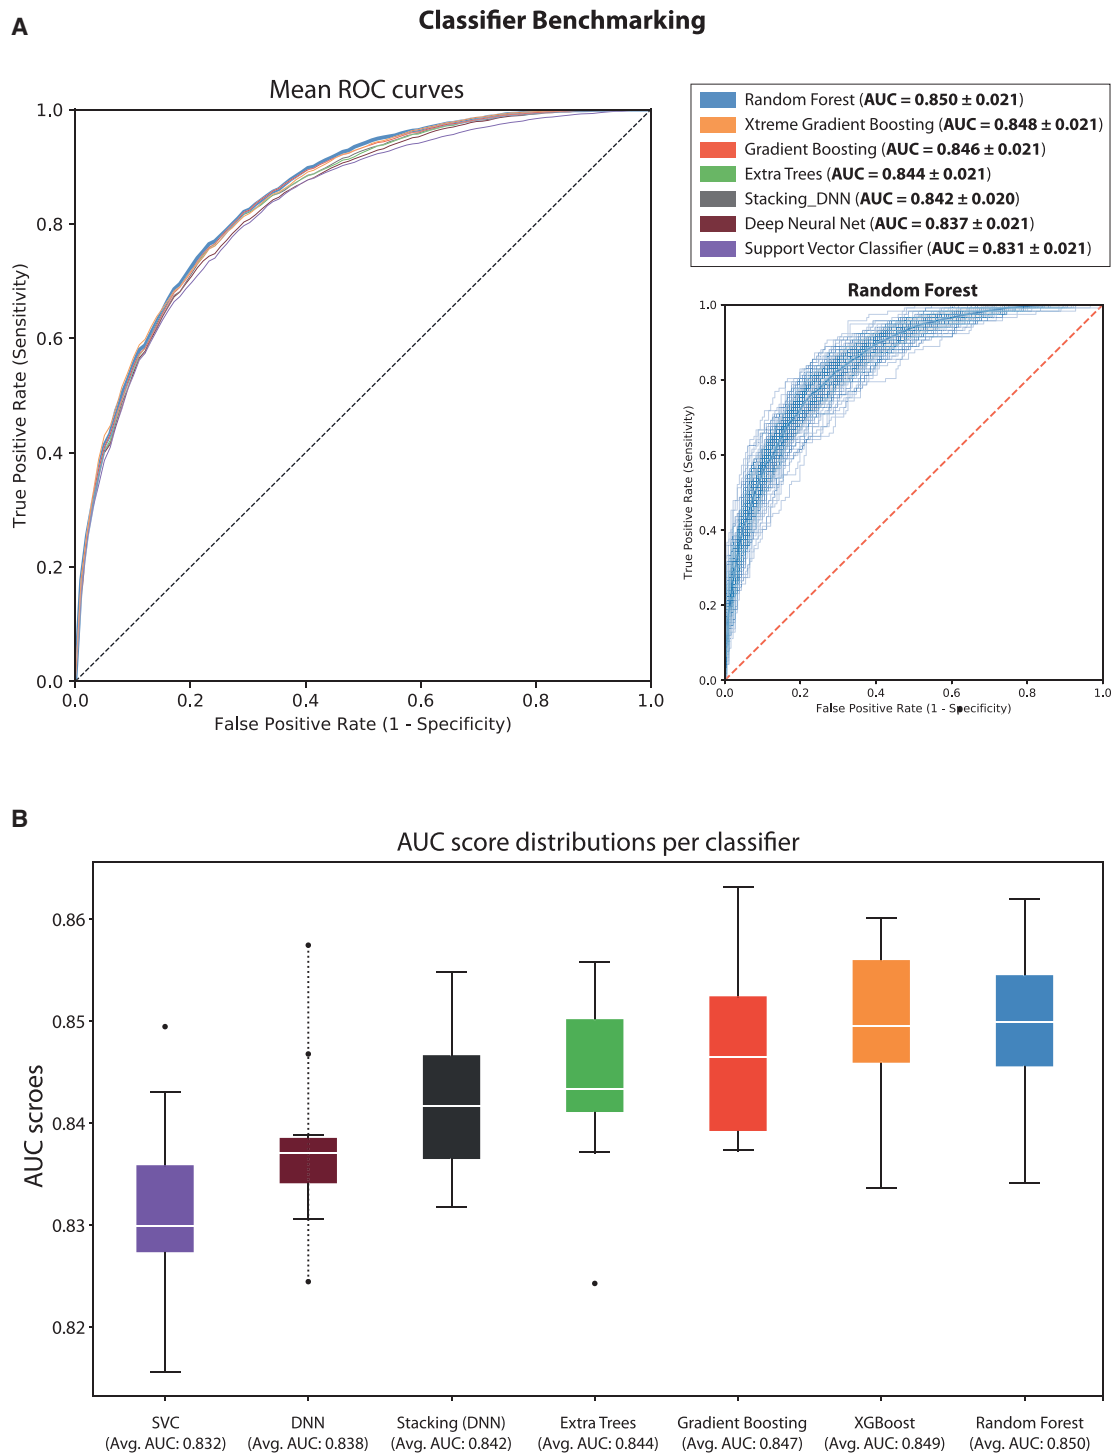 Classifier Benchmarking
A
Mean ROC curves
1.0
0.8
0.6
0.4
0.2
0.0
True Positive Rate (Sensitivity)
0.0 0.2 0.4 0.6 0.8 1.0
False Positive Rate (1 - Specificity)
Random Forest (AUC = 0.850 ± 0.021)
Xtreme Gradient Boosting (AUC = 0.848 ± 0.021)
Gradient Boosting (AUC = 0.846 ± 0.021)
Extra Trees (AUC = 0.844 ± 0.021)
Stacking_DNN (AUC = 0.842 ± 0.020)
Deep Neural Net (AUC = 0.837 ± 0.021)
Support Vector Classifier (AUC = 0.831 ± 0.021)
Random Forest
1.0
0.8
0.6
0.4
0.2
0.0
True Positive Rate (Sensitivity)
0.0 0.2 0.4 0.6 0.8 1.0
False Positive Rate (1 - Specificity)
B
AUC score distributions per classifier
0.86
0.85
0.84
0.83
0.82
AUC scroes
SVC DNN Stacking (DNN) Extra Trees Gradient Boosting XGBoost Random Forest
(Avg. AUC: 0.832) (Avg. AUC: 0.838) (Avg. AUC: 0.842) (Avg. AUC: 0.844) (Avg. AUC: 0.847) (Avg. AUC: 0.849) (Avg. AUC: 0.850)